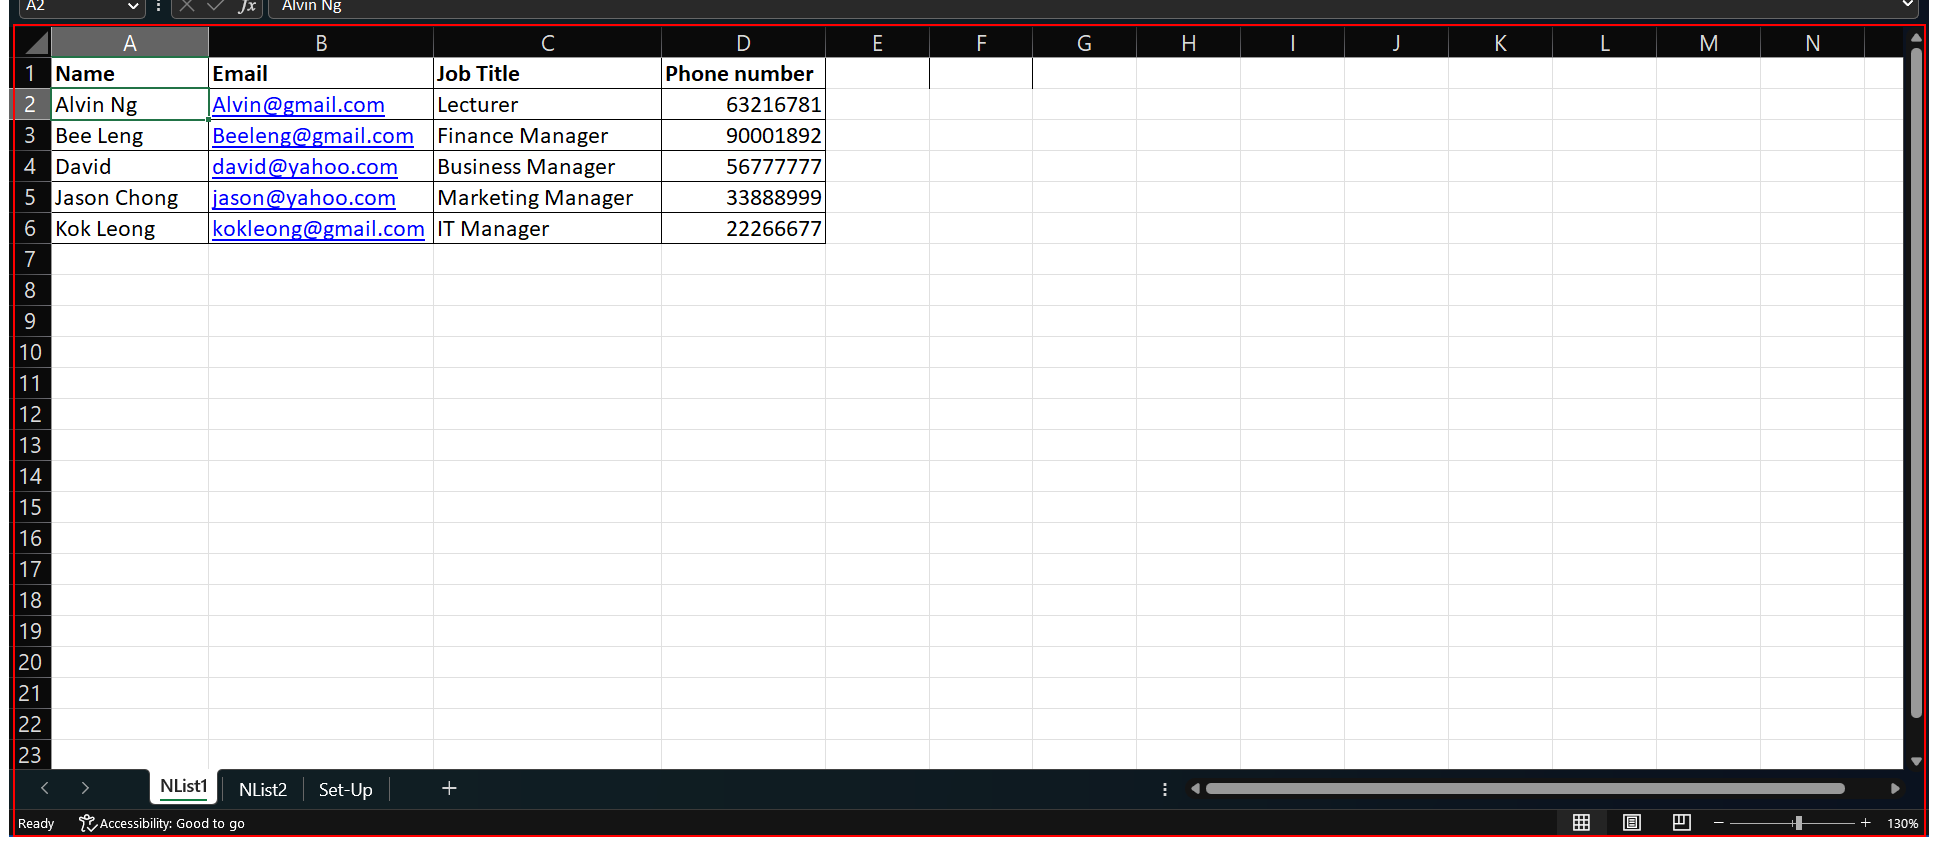 A2 fx Alvin Ng
A B C D E F G H I J K L M N
1 Name Email Job Title Phone number
2 Alvin Ng Alvin@gmail.com Lecturer 63216781
3 Bee Leng Beeleng@gmail.com Finance Manager 90001892
4 David david@yahoo.com Business Manager 56777777
5 Jason Chong jason@yahoo.com Marketing Manager 33888999
6 Kok Leong kokleong@gmail.com IT Manager 22266677
7
8
9
10
11
12
13
14
15
16
17
18
19
20
21
22
23
NList1 NList2 Set-Up
Ready Accessibility: Good to go 130%